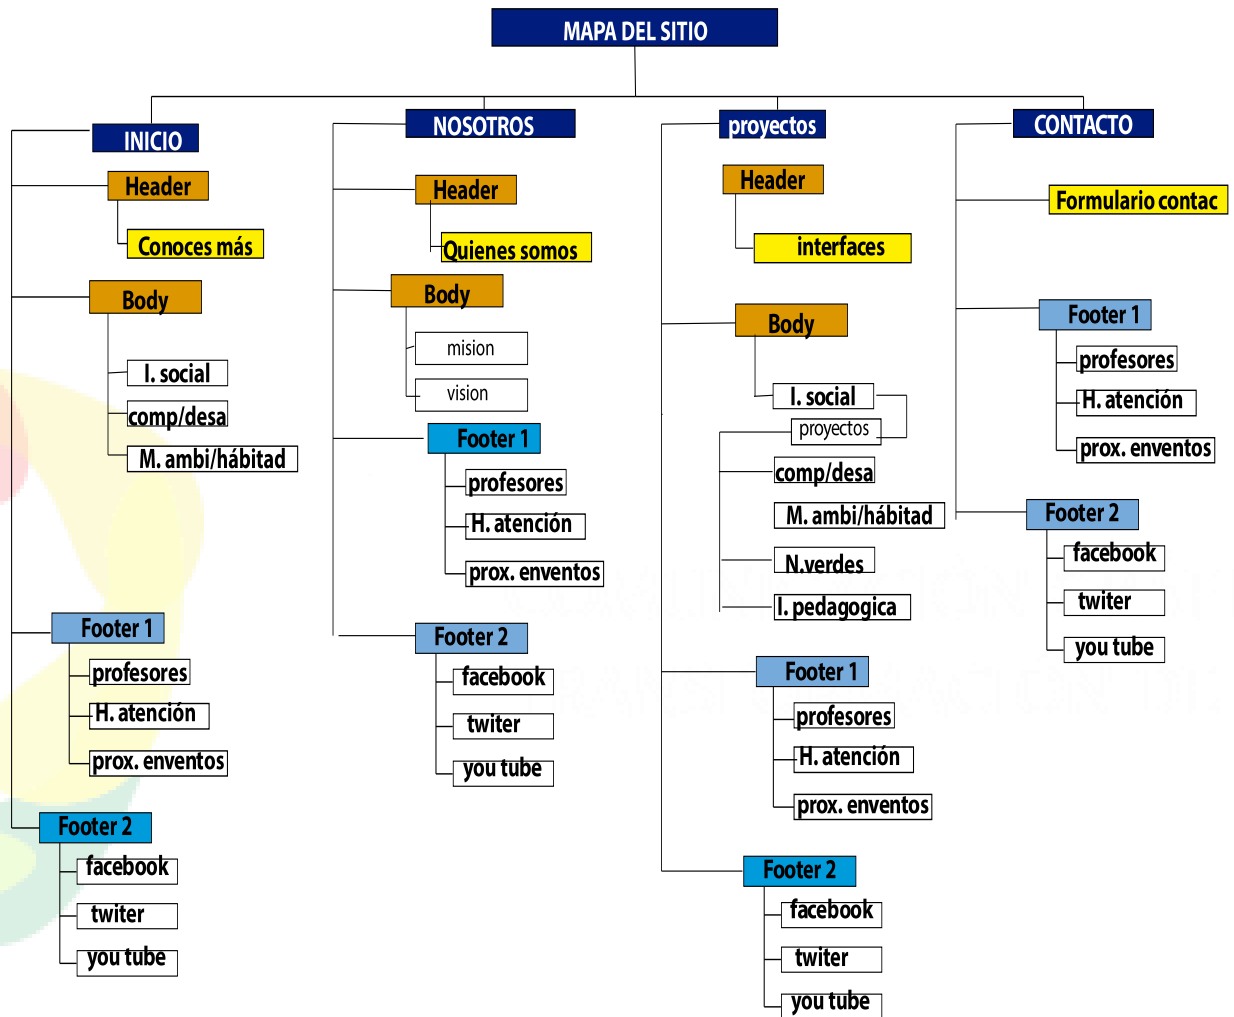 MAPA DEL SITIO
INICIO
Header
Conoces más
Body
I. social
comp/desa
M. ambi/hábitad
Footer 1
profesores
H. atención
prox. enventos
Footer 2
facebook
twiter
you tube
NOSOTROS
Header
Quienes somos
Body
mision
vision
Footer 1
profesores
H. atención
prox. enventos
Footer 2
facebook
twiter
you tube
proyectos
Header
interfaces
Body
I. social
proyectos
comp/desa
M. ambi/hábitad
N.verdes
I. pedagogica
Footer 1
profesores
H. atención
prox. enventos
Footer 2
facebook
twiter
you tube
CONTACTO
Formulario contac
Footer 1
profesores
H. atención
prox. enventos
Footer 2
facebook
twiter
you tube